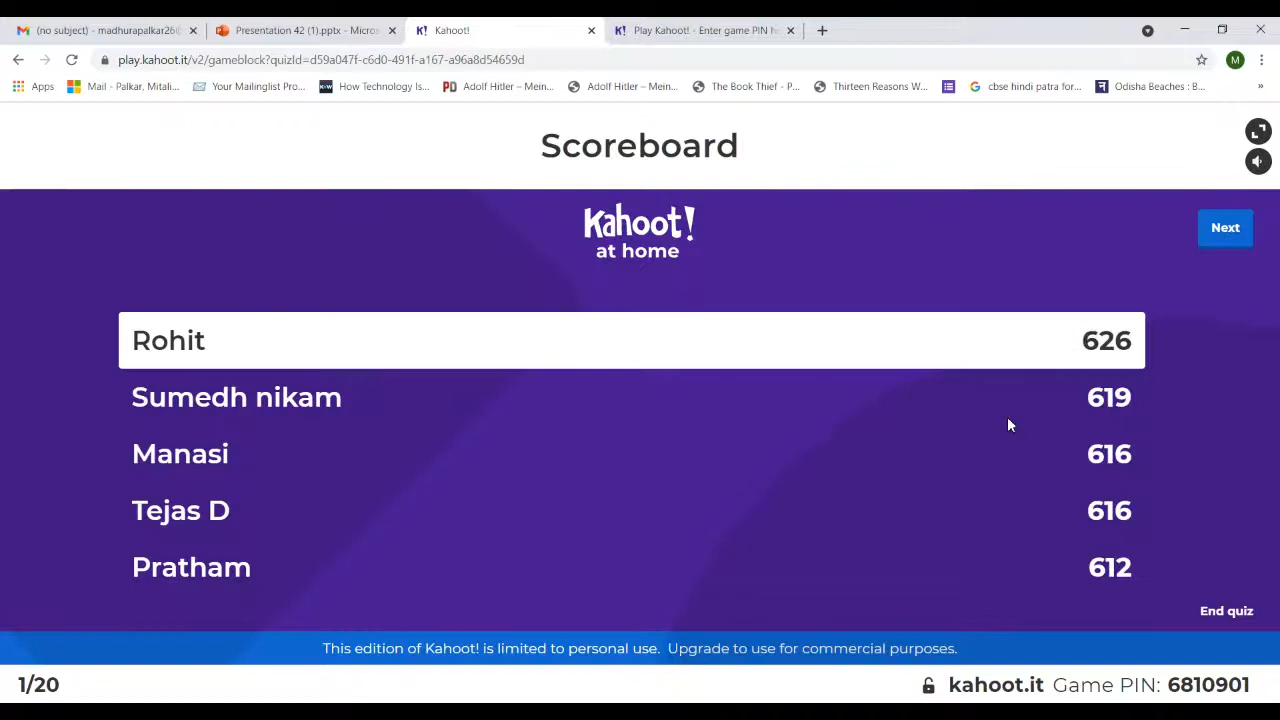 (no subject) - madhurapalkar26@
Presentation 42 (1).pptx - Micros
Kahoot!
Play Kahoot! - Enter game PIN h
play.kahoot.it/v2/gameblock?quizId=d59a047f-c6d0-491f-a167-a96a8d54659d
M
Apps
Mail - Palkar, Mitali...
Your Mailinglist Pro...
How Technology Is...
Adolf Hitler – Mein...
Adolf Hitler – Mein...
The Book Thief - P...
Thirteen Reasons W...
cbse hindi patra for...
Odisha Beaches : B...
»
Scoreboard
Kahoot!
at home
Next
Rohit 626
Sumedh nikam 619
Manasi 616
Tejas D 616
Pratham 612
End quiz
This edition of Kahoot! is limited to personal use. Upgrade to use for commercial purposes.
1/20
kahoot.it Game PIN: 6810901